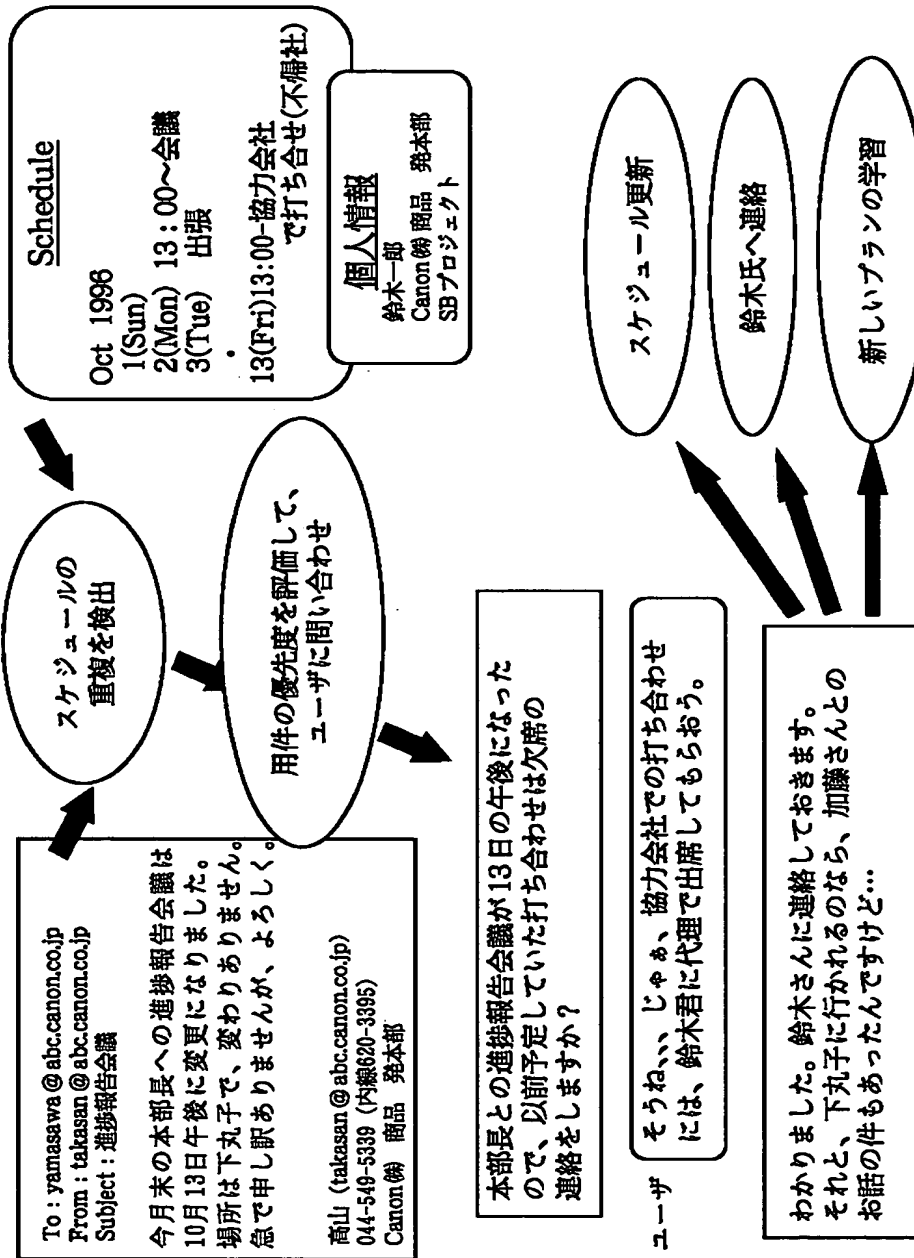 To : yamasawa@abc.canon.co.jp
From : takasan@abc.canon.co.jp
Subject : 進捗報告会議
今月末の本部長への進捗報告会議は
10月13日午後に変更になりました。
場所は下丸子で、変わりありません。
急で申し訳ありませんが、よろしく。
高山 (takasan@abc.canon.co.jp)
044-549-5339 (内線620-3395)
Canon㈱ 商品 発本部
スケジュールの
重複を検出
Schedule
Oct 1996
1(Sun)
2(Mon) 13:00～会議
3(Tue) 出張
・
13(Fri)13:00-協力会社
で打ち合せ(不帰社)
個人情報
鈴木一郎
Canon㈱ 商品 発本部
SBプロジェクト
用件の優先度を評価して、
ユーザに問い合わせ
本部長との進捗報告会議が13日の午後になった
ので、以前予定していた打ち合わせは欠席の
連絡をしますか?
ユーザ
そうね、、、じゃぁ、協力会社での打ち合わせ
には、鈴木君に代理で出席してもらおう。
わかりました。鈴木さんに連絡しておきます。
それと、下丸子に行かれるのなら、加藤さんとの
お話の件もあったんですけど…
スケジュール更新
鈴木氏へ連絡
新しいプランの学習